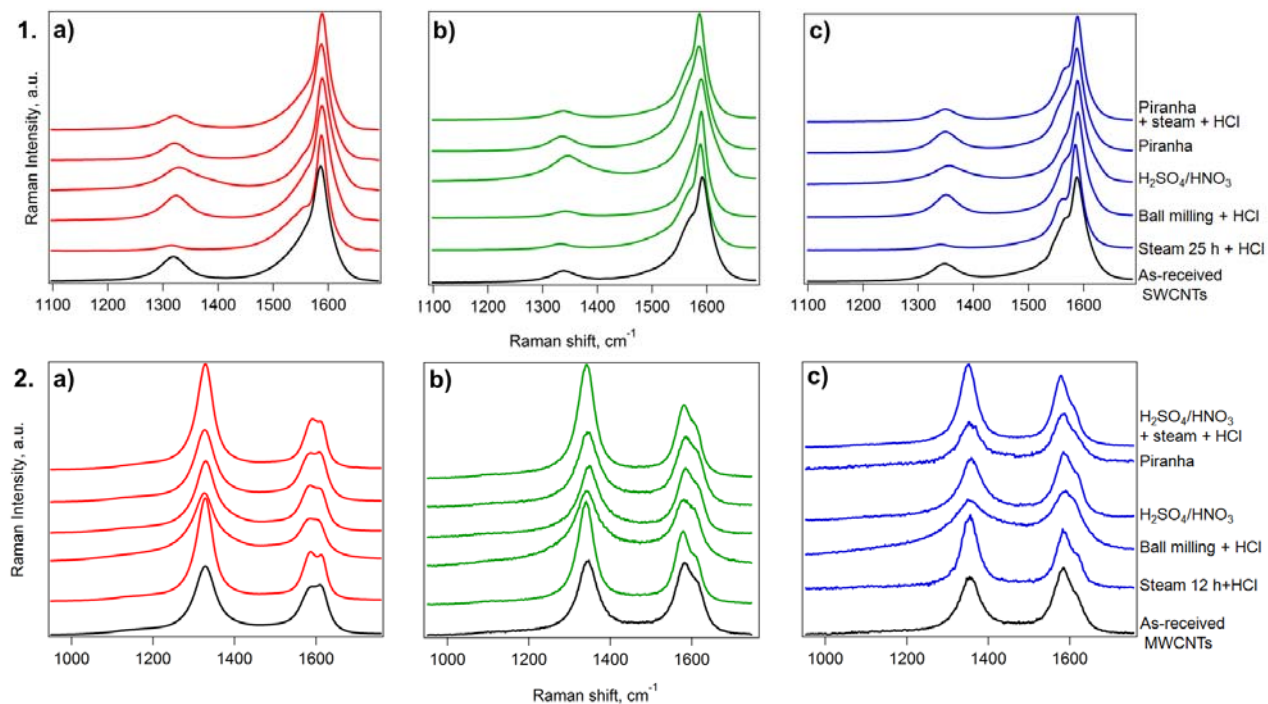 1. a)
b)
c)
Raman Intensity, a.u.
Piranha
+ steam + HCl
Piranha
H₂SO₄/HNO₃
Ball milling + HCl
Steam 25 h + HCl
As-received
SWCNTs
1100 1200 1300 1400 1500 1600
1100 1200 1300 1400 1500 1600
1100 1200 1300 1400 1500 1600
Raman shift, cm⁻¹
2. a)
b)
c)
Raman Intensity, a.u.
H₂SO₄/HNO₃
+ steam + HCl
Piranha
H₂SO₄/HNO₃
Ball milling + HCl
Steam 12 h+HCl
As-received
MWCNTs
1000 1200 1400 1600
1000 1200 1400 1600
1000 1200 1400 1600
Raman shift, cm⁻¹